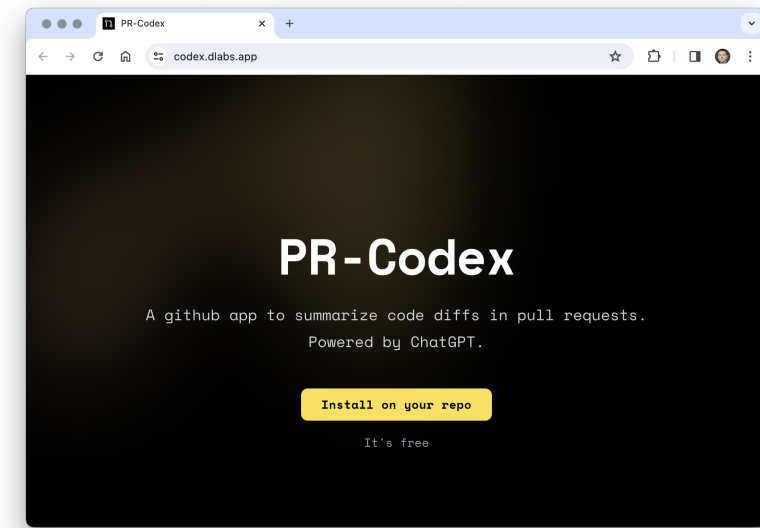 PR-Codex
codex.dlabs.app
PR-Codex
A github app to summarize code diffs in pull requests.
Powered by ChatGPT.
Install on your repo
It's free